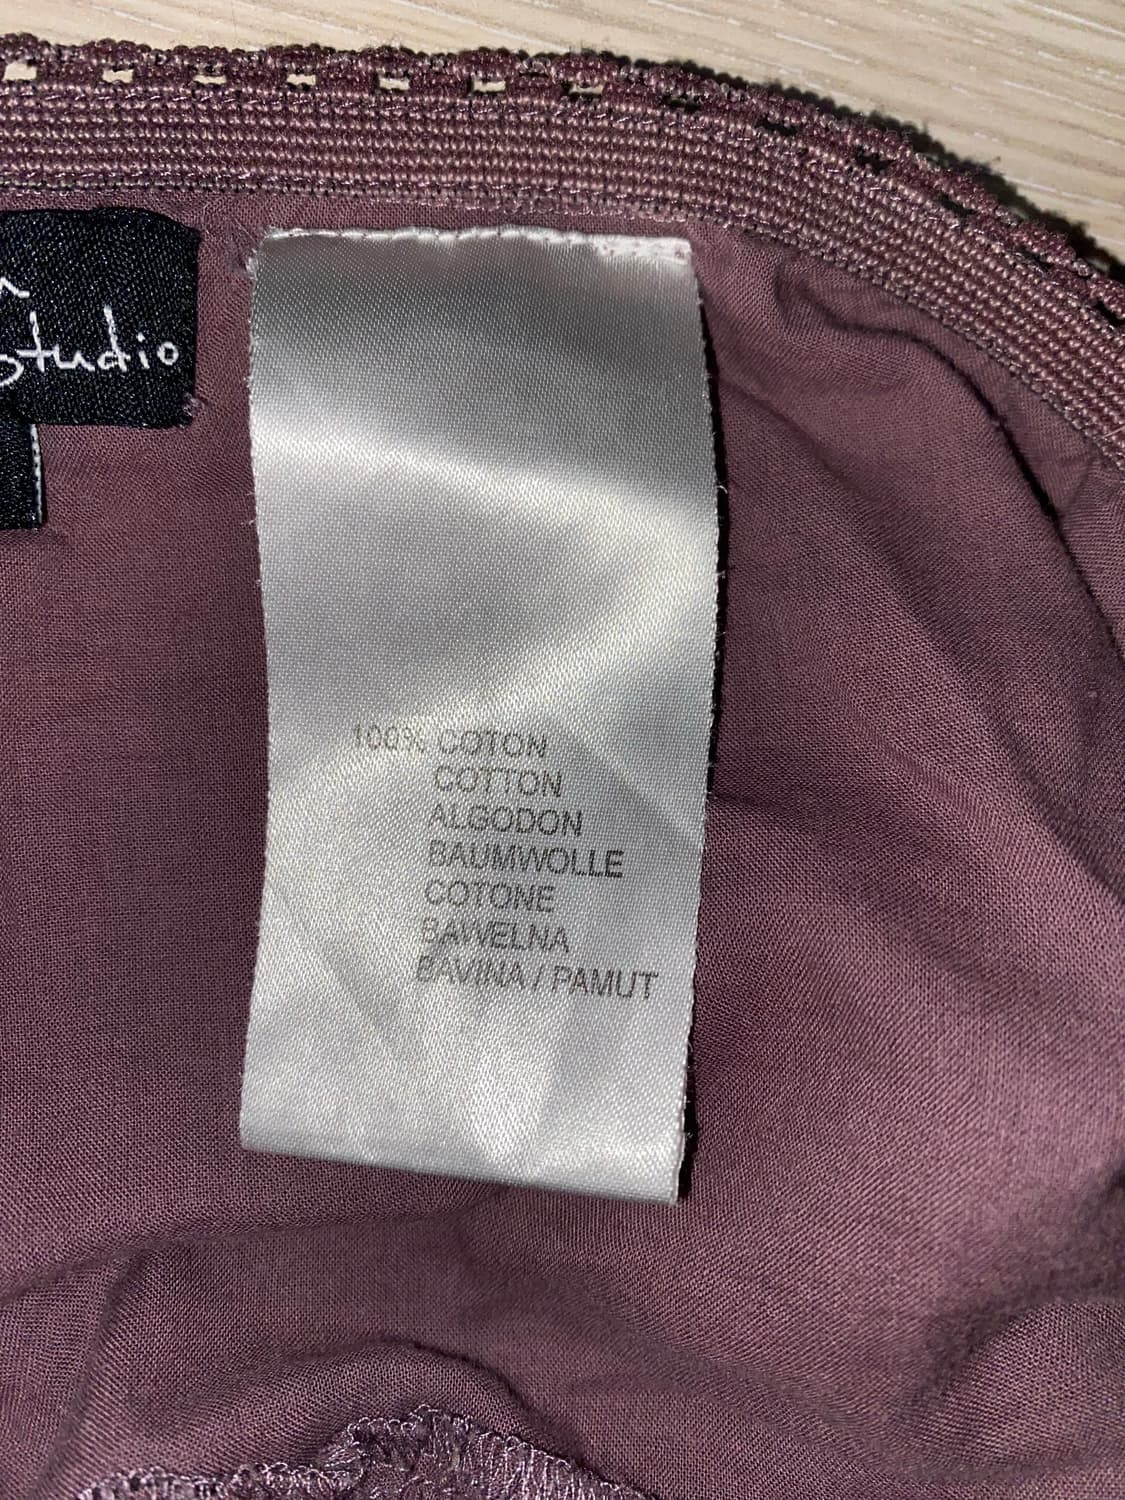 studio
100% COTON
COTTON
ALGODON
BAUMWOLLE
COTONE
BAWELNA
BAVINA / PAMUT